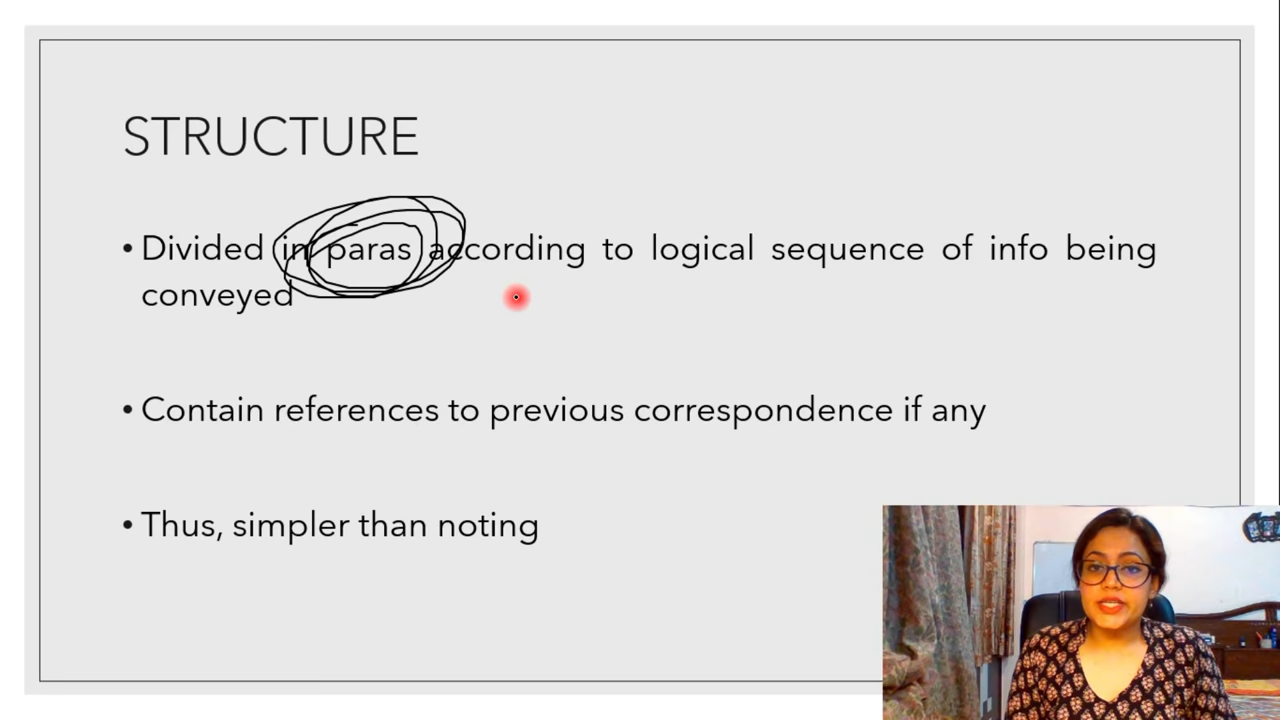 STRUCTURE
• Divided in paras according to logical sequence of info being
conveyed
• Contain references to previous correspondence if any
• Thus, simpler than noting